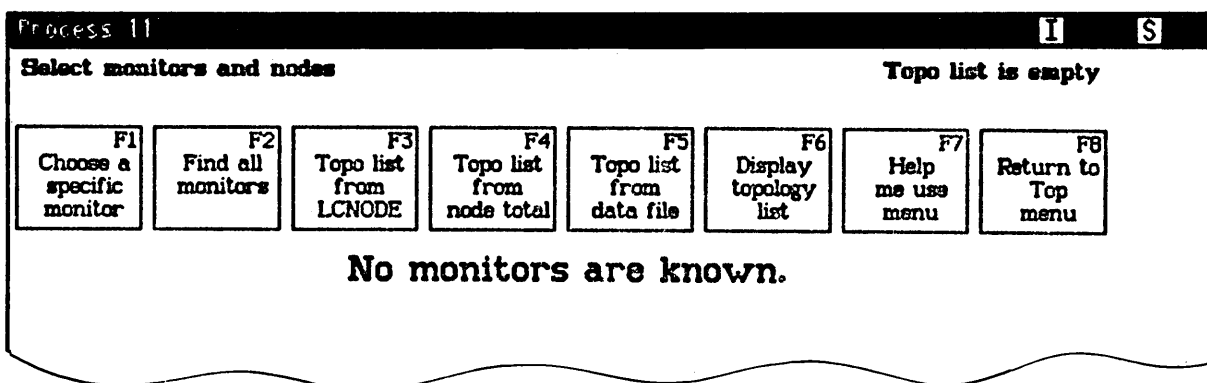 Process 11 I S
Select monitors and nodes Topo list is empty
F1 F2 F3 F4 F5 F6 F7 F8
Choose a Find all Topo list Topo list Topo list Display Help Return to
specific monitors from from from topology me use Top
monitor LCNODE node total data file list menu menu
No monitors are known.